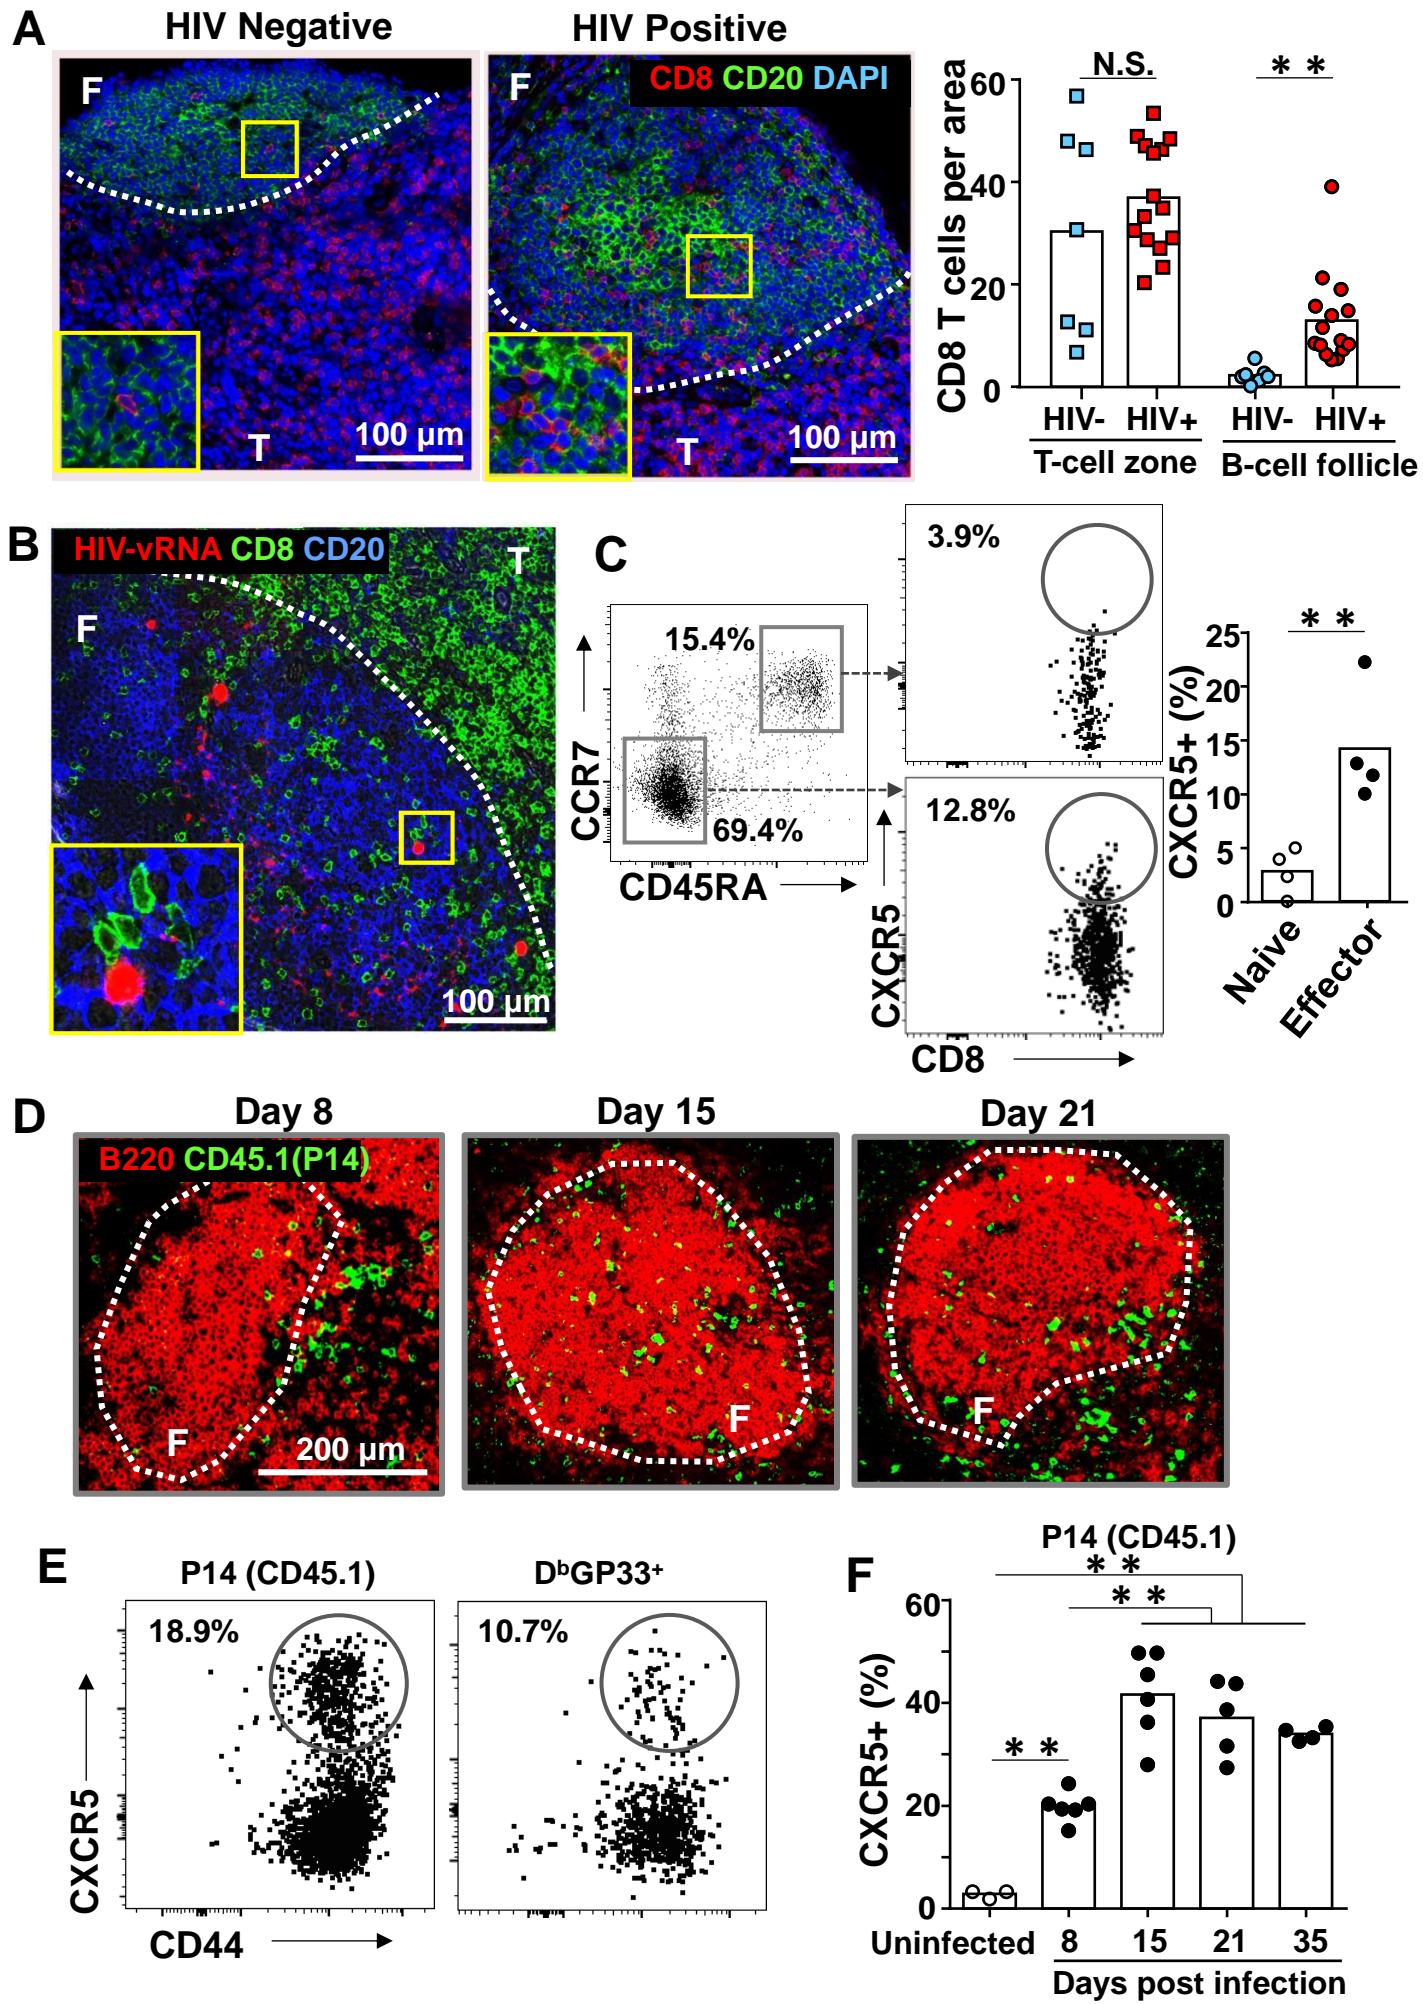 A
HIV Negative
HIV Positive
F
T
100 µm
F
CD8 CD20 DAPI
T
100 µm
CD8 T cells per area
60
40
20
0
N.S.
* *
HIV- HIV+ HIV- HIV+
T-cell zone B-cell follicle
B
HIV-vRNA CD8 CD20
F
T
100 µm
C
15.4%
69.4%
CCR7
CD45RA
3.9%
12.8%
CXCR5
CD8
CXCR5+ (%)
25
20
15
10
5
0
* *
Naive
Effector
D
Day 8
Day 15
Day 21
B220 CD45.1(P14)
F
200 µm
F
F
E
P14 (CD45.1)
DᵇGP33⁺
18.9%
10.7%
CXCR5
CD44
F
P14 (CD45.1)
* *
* *
* *
CXCR5+ (%)
60
40
20
0
Uninfected 8 15 21 35
Days post infection